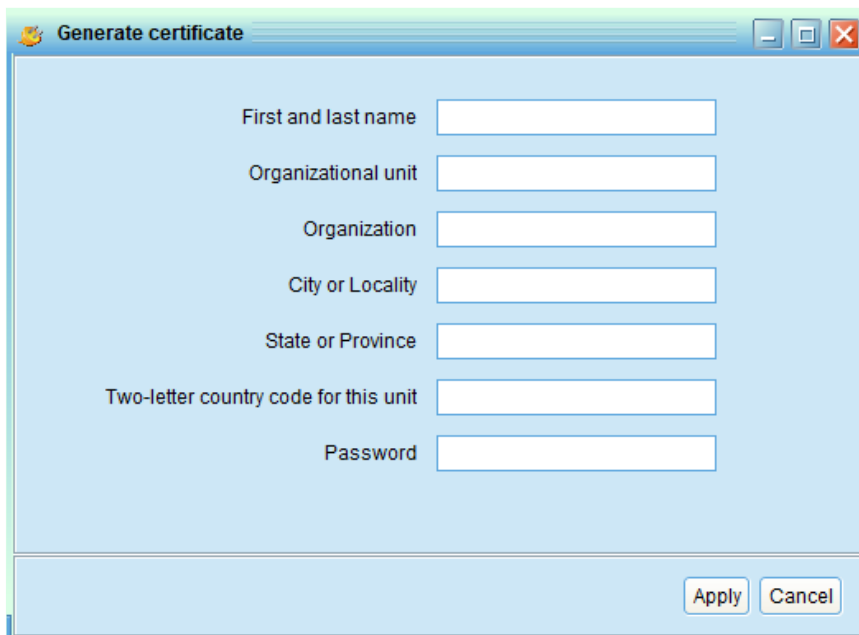 Generate certificate
First and last name
Organizational unit
Organization
City or Locality
State or Province
Two-letter country code for this unit
Password
Apply Cancel